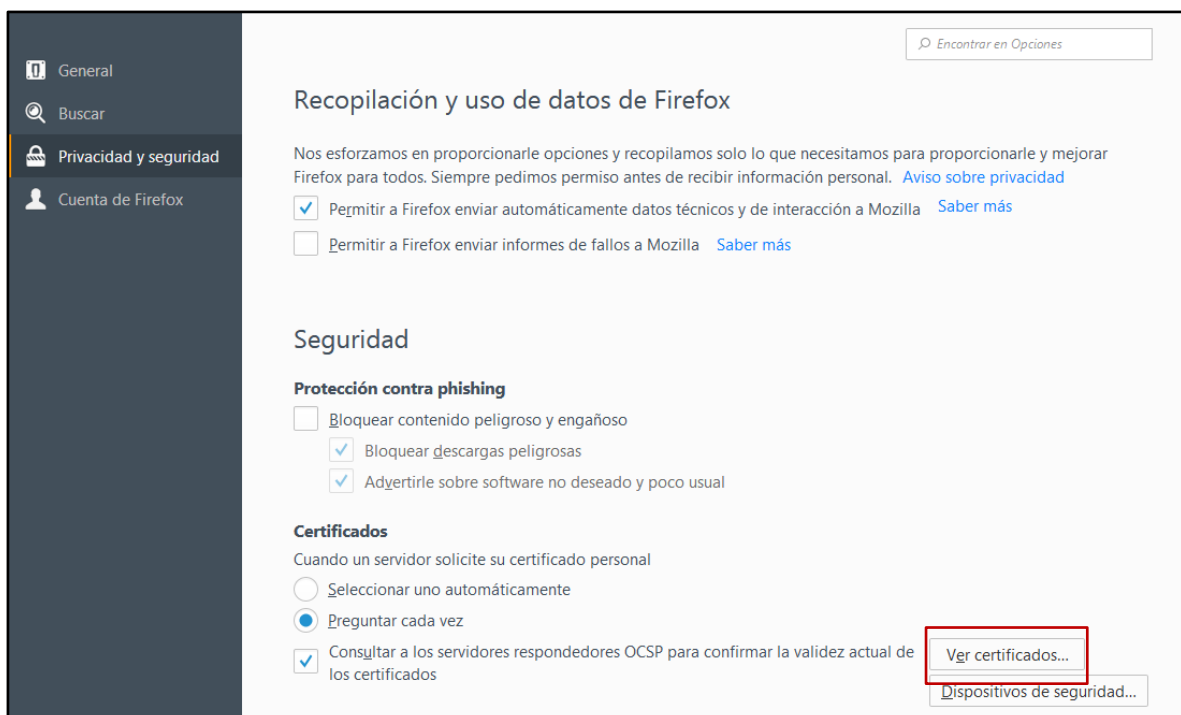 Encontrar en Opciones
General
Buscar
Privacidad y seguridad
Cuenta de Firefox
Recopilación y uso de datos de Firefox
Nos esforzamos en proporcionarle opciones y recopilamos solo lo que necesitamos para proporcionarle y mejorar
Firefox para todos. Siempre pedimos permiso antes de recibir información personal. Aviso sobre privacidad
Permitir a Firefox enviar automáticamente datos técnicos y de interacción a Mozilla Saber más
Permitir a Firefox enviar informes de fallos a Mozilla Saber más
Seguridad
Protección contra phishing
Bloquear contenido peligroso y engañoso
Bloquear descargas peligrosas
Advertirle sobre software no deseado y poco usual
Certificados
Cuando un servidor solicite su certificado personal
Seleccionar uno automáticamente
Preguntar cada vez
Consultar a los servidores respondedores OCSP para confirmar la validez actual de
los certificados
Ver certificados...
Dispositivos de seguridad...